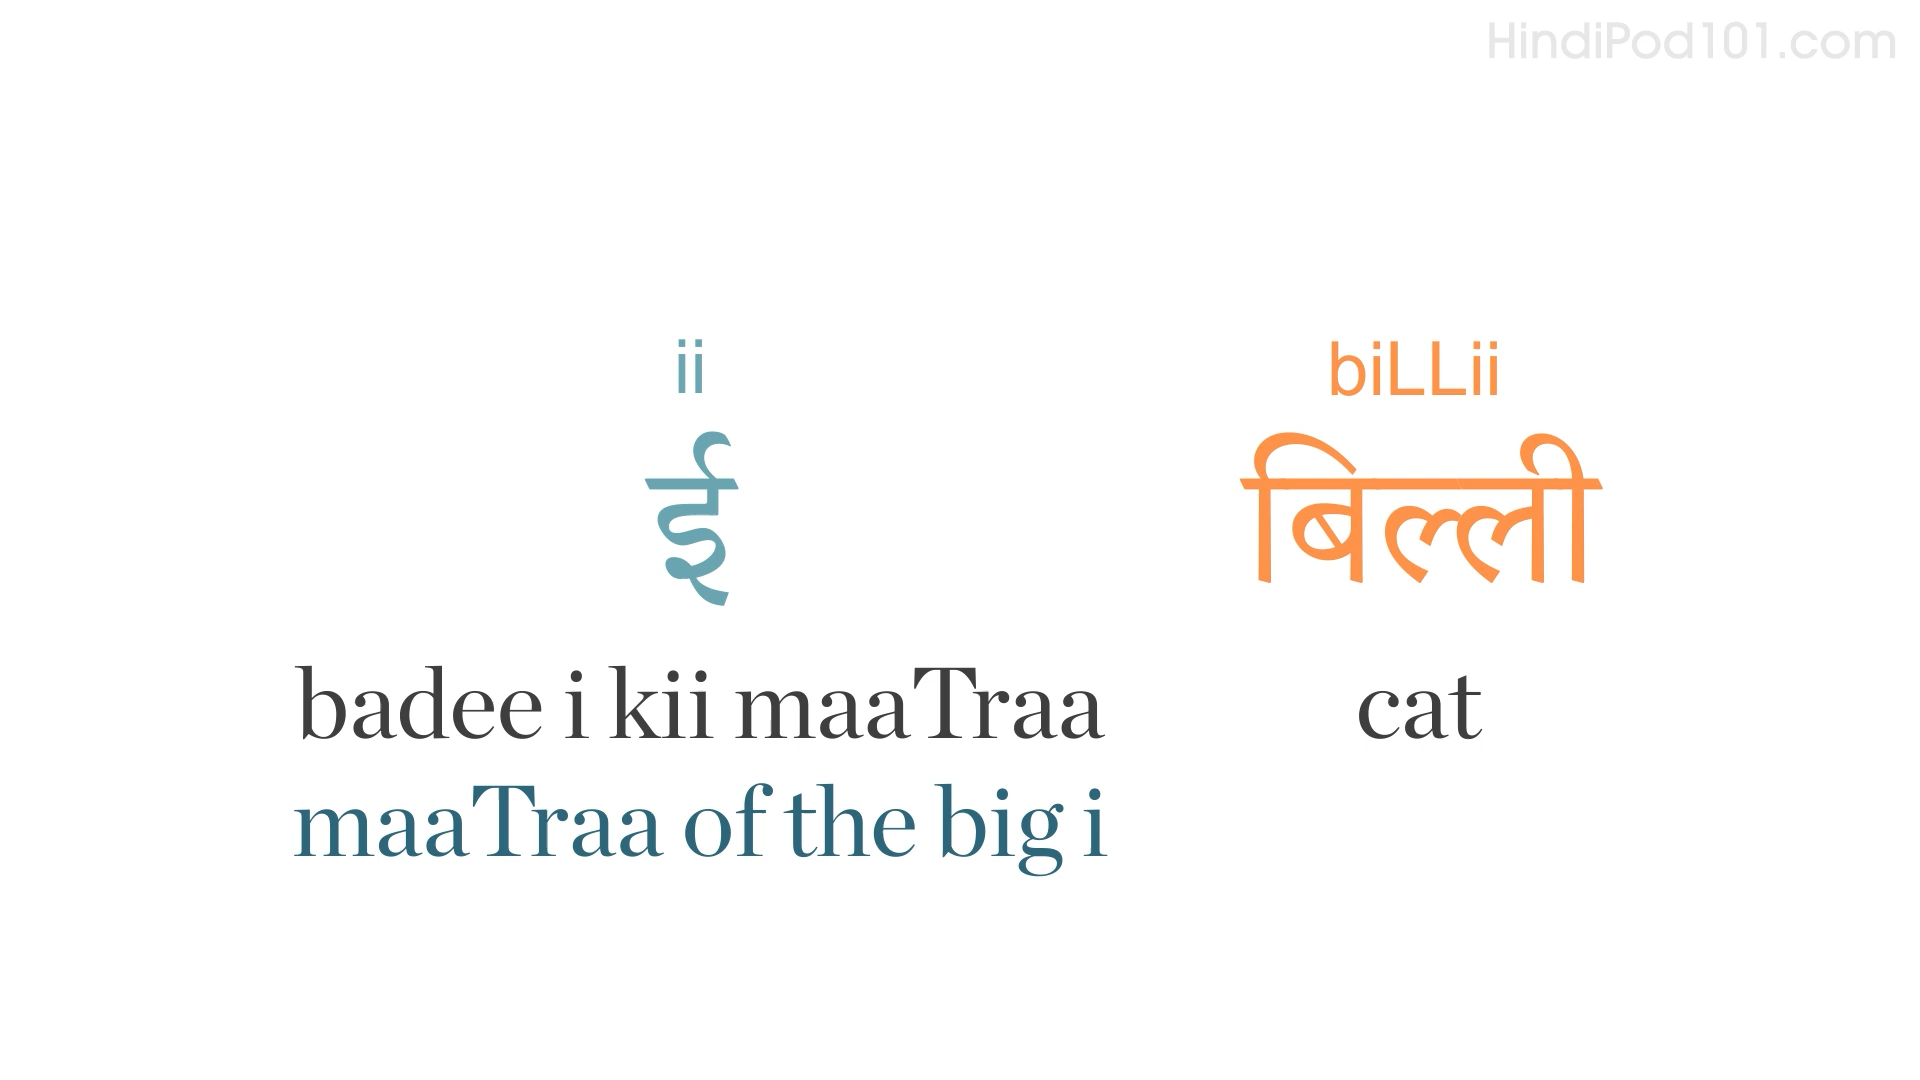 HindiPod101.com
ii
ई
badee i kii maaTraa
maaTraa of the big i
biLLii
बिल्ली
cat